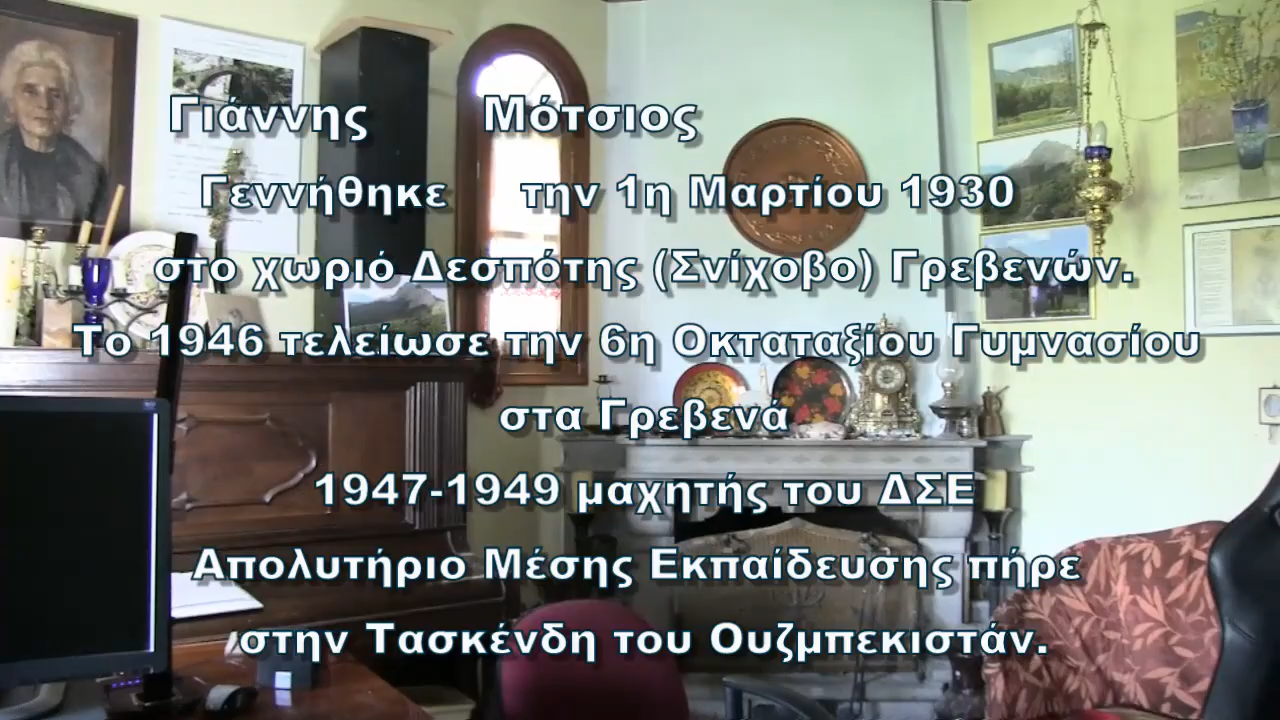 Γιάννης Μότσιος
Γεννήθηκε την 1η Μαρτίου 1930
στο χωριό Δεσπότης (Σνίχοβο) Γρεβενών.
Το 1946 τελείωσε την 6η Οκταταξίου Γυμνασίου
στα Γρεβενά
1947-1949 μαχητής του ΔΣΕ
Απολυτήριο Μέσης Εκπαίδευσης πήρε
στην Τασκένδη του Ουζμπεκιστάν.